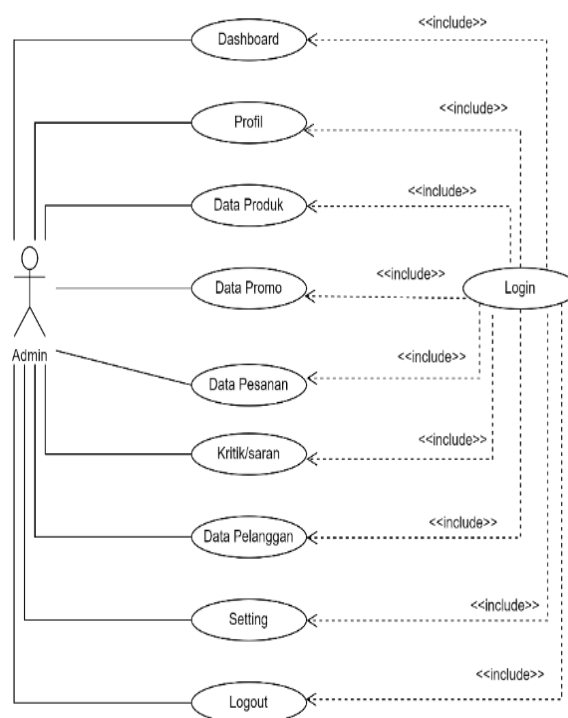 <<include>>
Dashboard
<<include>>
Profil
<<include>>
Data Produk
<<include>>
Data Promo
Login
Admin
<<include>>
Data Pesanan
<<include>>
Kritik/saran
<<include>>
Data Pelanggan
<<include>>
Setting
<<include>>
Logout